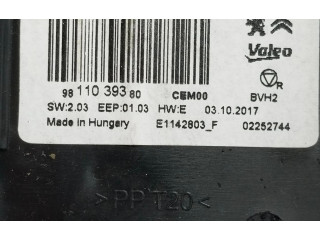 Valeo
R
98 110 393 80 CEM00 BVH2
SW:2.03 EEP:01.03 HW:E 03.10.2017
Made in Hungary E1142803_F 02252744
>PP T20<